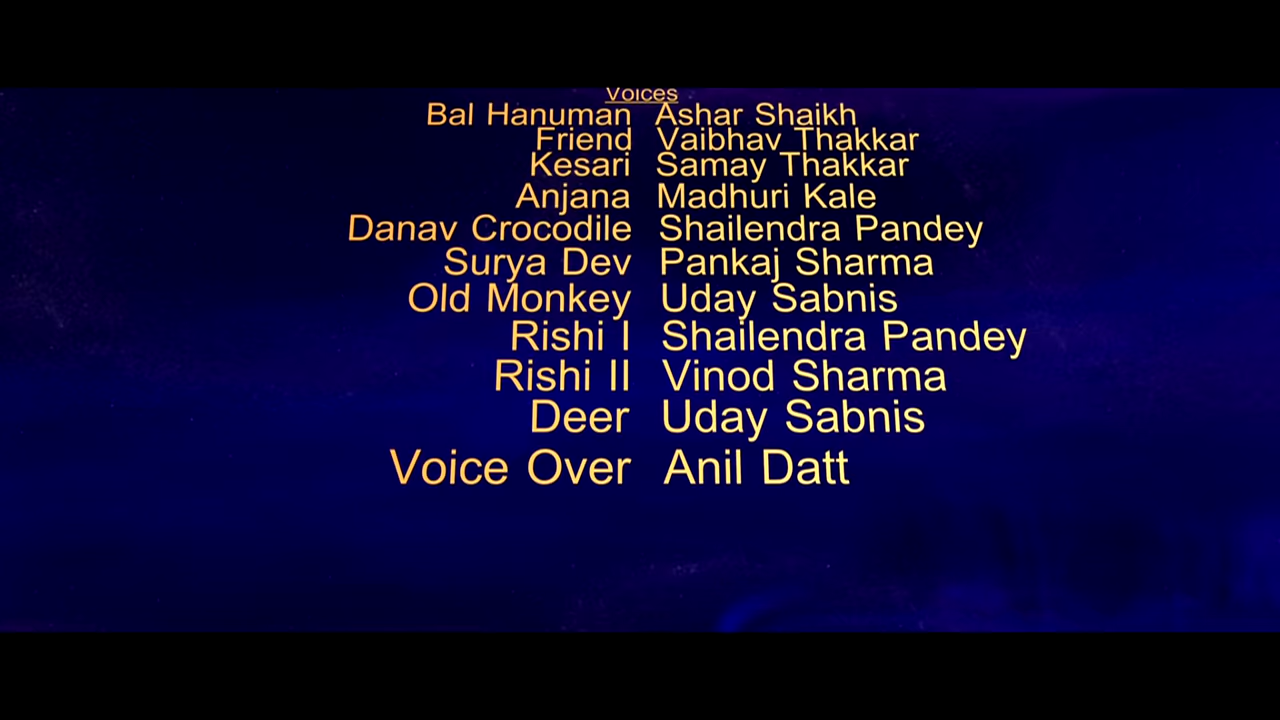 Voices
Bal Hanuman Ashar Shaikh
Friend Vaibhav Thakkar
Kesari Samay Thakkar
Anjana Madhuri Kale
Danav Crocodile Shailendra Pandey
Surya Dev Pankaj Sharma
Old Monkey Uday Sabnis
Rishi I Shailendra Pandey
Rishi II Vinod Sharma
Deer Uday Sabnis
Voice Over Anil Datt